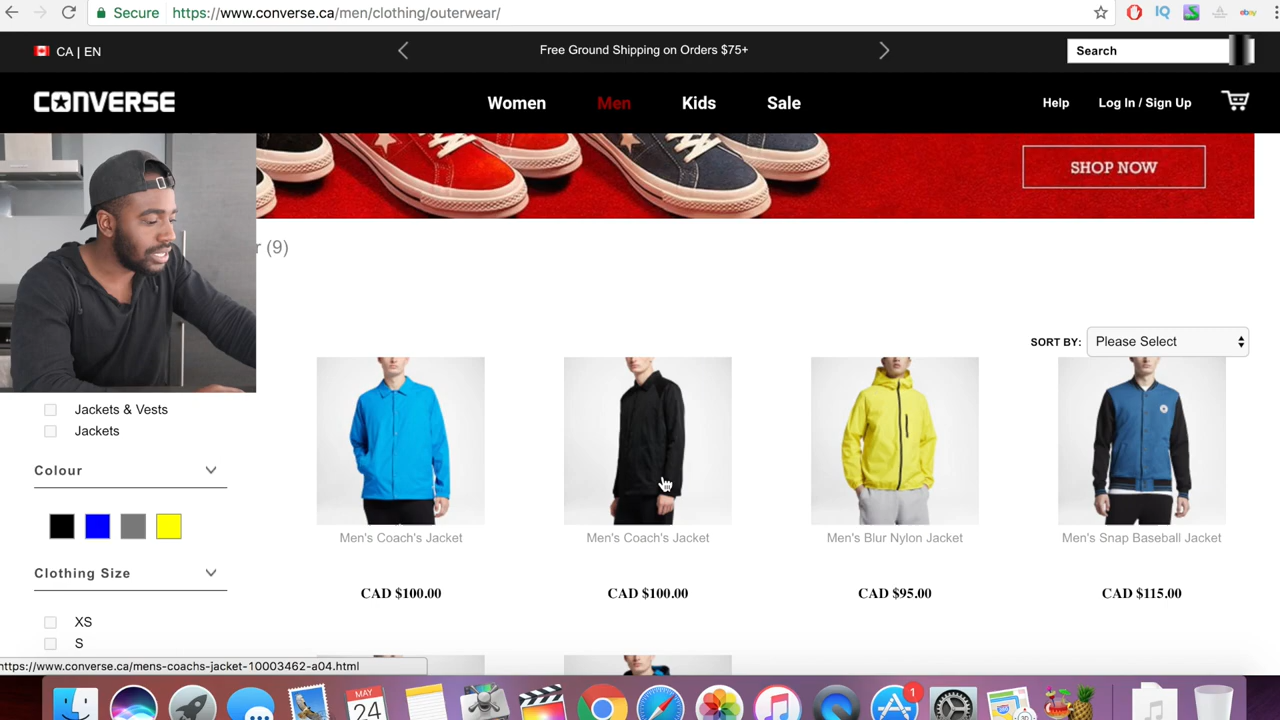 Secure https://www.converse.ca/men/clothing/outerwear/
IQ
S
ebay
CA | EN
Free Ground Shipping on Orders $75+
Search
CONVERSE
Women Men Kids Sale
Help Log In / Sign Up
SHOP NOW
r (9)
SORT BY: Please Select
Jackets & Vests
Jackets
Colour
Clothing Size
XS
S
Men's Coach's Jacket
CAD $100.00
Men's Coach's Jacket
CAD $100.00
Men's Blur Nylon Jacket
CAD $95.00
Men's Snap Baseball Jacket
CAD $115.00
https://www.converse.ca/mens-coachs-jacket-10003462-a04.html
MAY
24
1